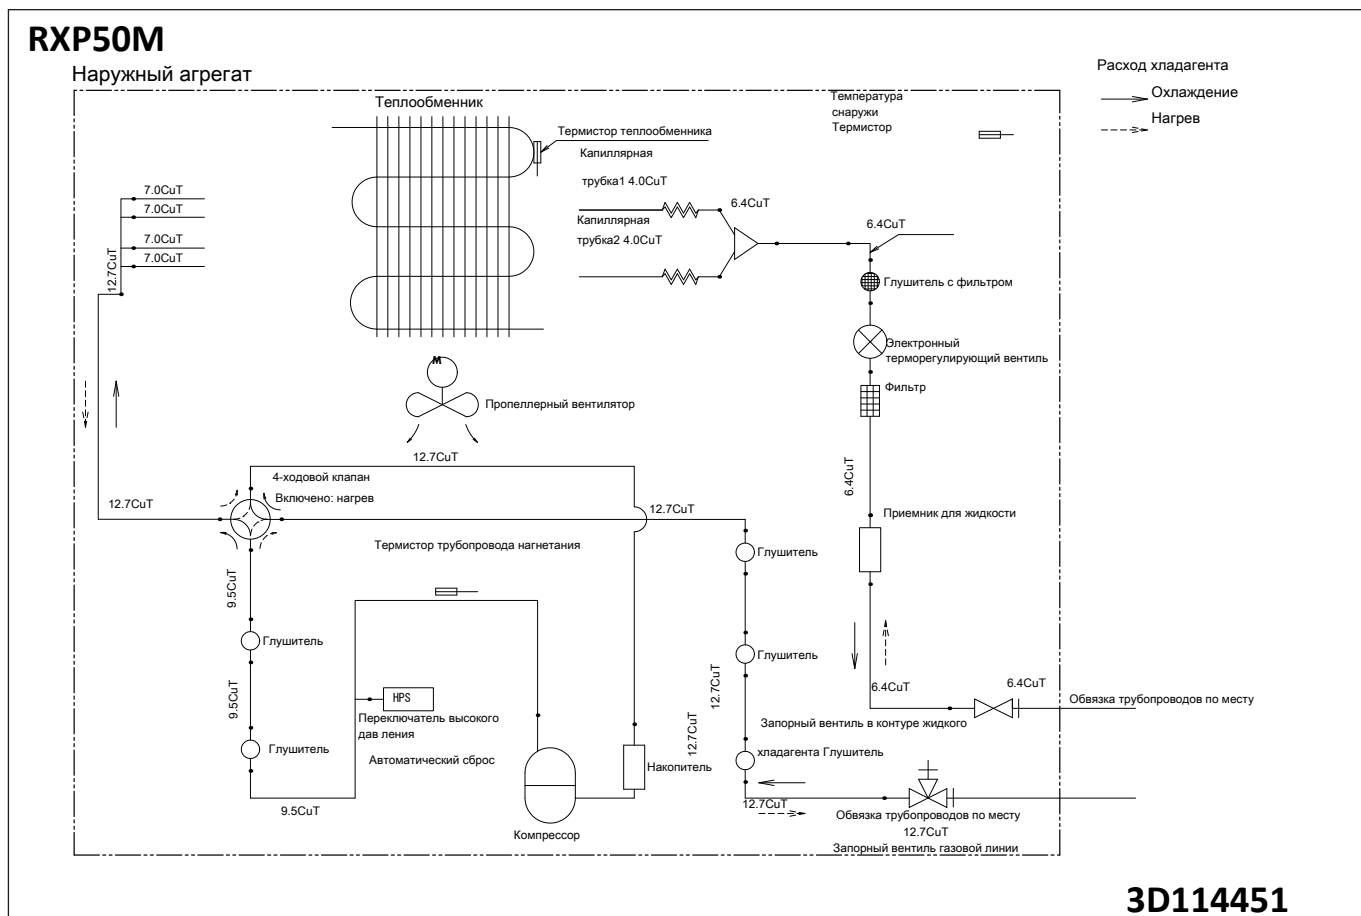 RXP50M
Наружный агрегат
Расход хладагента
Охлаждение
Нагрев
Теплообменник
Температура
снаружи
Термистор
Термистор теплообменника
Капиллярная
трубка1 4.0CuT
7.0CuT
7.0CuT
7.0CuT
7.0CuT
12.7CuT
6.4CuT
Капиллярная
трубка2 4.0CuT
6.4CuT
Глушитель с фильтром
Электронный
терморегулирующий вентиль
Фильтр
M
Пропеллерный вентилятор
12.7CuT
4-ходовой клапан
Включено: нагрев
12.7CuT
12.7CuT
6.4CuT
Приемник для жидкости
Термистор трубопровода нагнетания
Глушитель
9.5CuT
Глушитель
Глушитель
9.5CuT
HPS
Переключатель высокого
дав ления
Автоматический сброс
Глушитель
9.5CuT
Компрессор
Накопитель
12.7CuT
12.7CuT
6.4CuT
6.4CuT
Обвязка трубопроводов по месту
Запорный вентиль в контуре жидкого
хладагента Глушитель
12.7CuT
Обвязка трубопроводов по месту
12.7CuT
Запорный вентиль газовой линии
3D114451